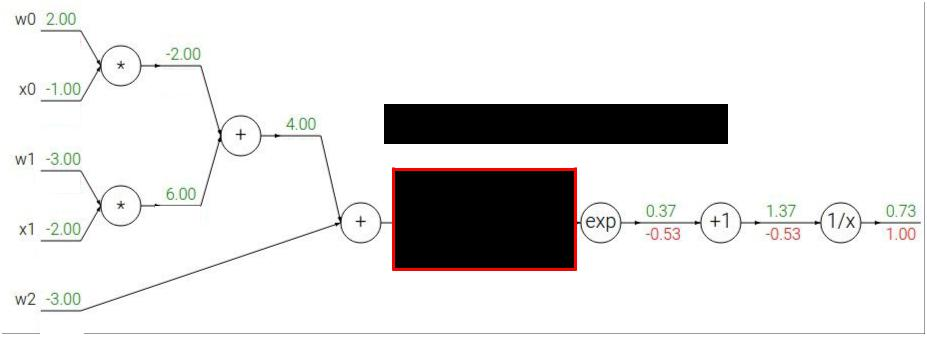 w0 2.00
-2.00
*
x0 -1.00
4.00
+
w1 -3.00
6.00
*
x1 -2.00
+
exp
0.37
-0.53
+1
1.37
-0.53
1/x
0.73
1.00
w2 -3.00